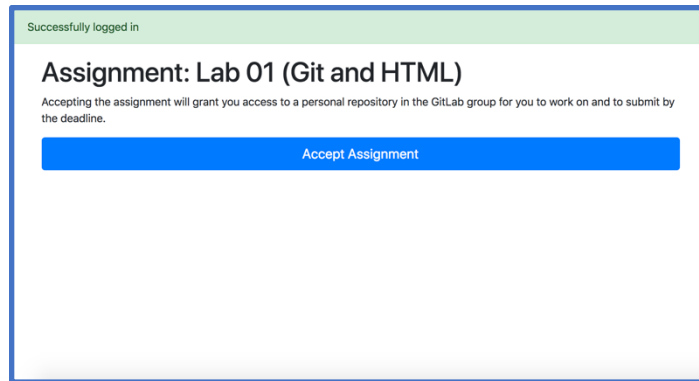 Successfully logged in
Assignment: Lab 01 (Git and HTML)
Accepting the assignment will grant you access to a personal repository in the GitLab group for you to work on and to submit by
the deadline.
Accept Assignment